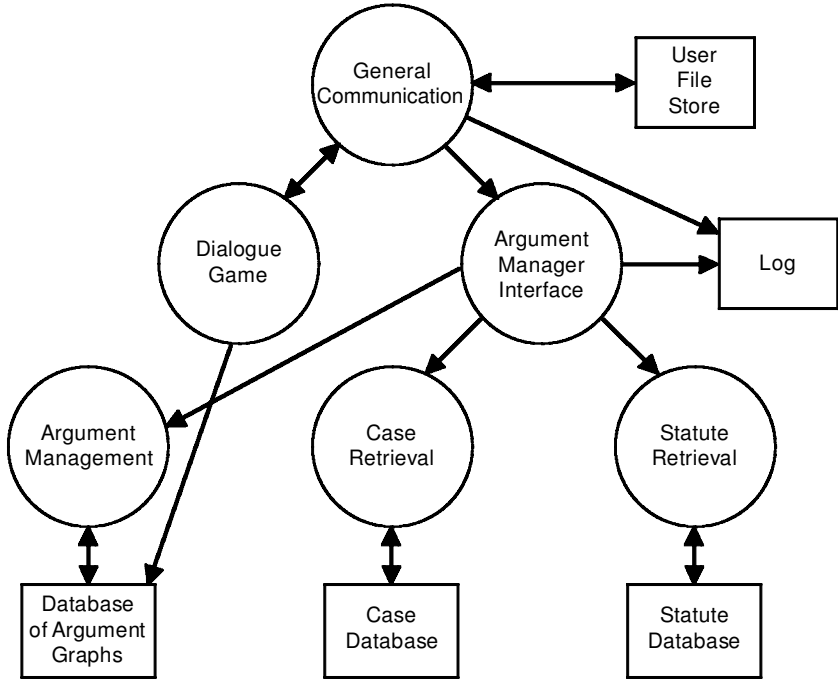 General
Communication
User
File
Store
Dialogue
Game
Argument
Manager
Interface
Log
Argument
Management
Case
Retrieval
Statute
Retrieval
Database
of Argument
Graphs
Case
Database
Statute
Database